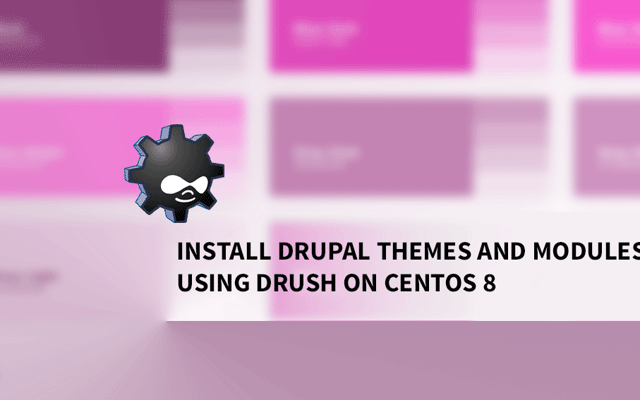 INSTALL DRUPAL THEMES AND MODULES
USING DRUSH ON CENTOS 8